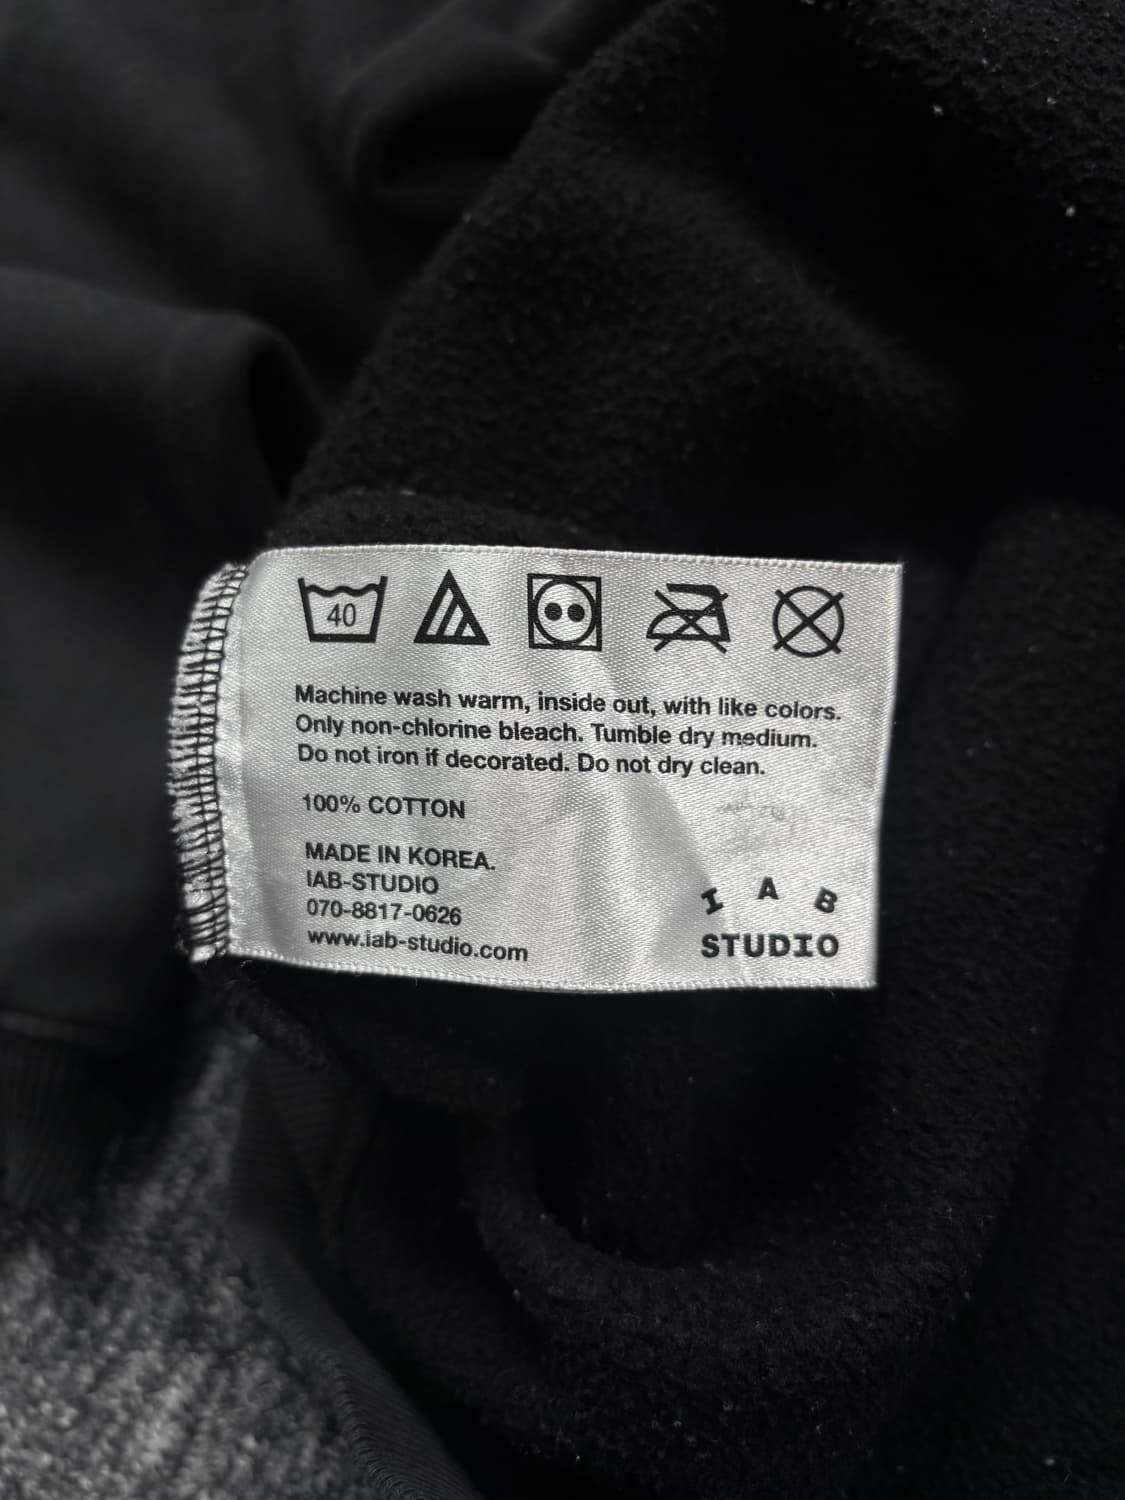 40
Machine wash warm, inside out, with like colors.
Only non-chlorine bleach. Tumble dry medium.
Do not iron if decorated. Do not dry clean.
100% COTTON
MADE IN KOREA.
IAB-STUDIO
070-8817-0626
www.iab-studio.com
I A B
STUDIO